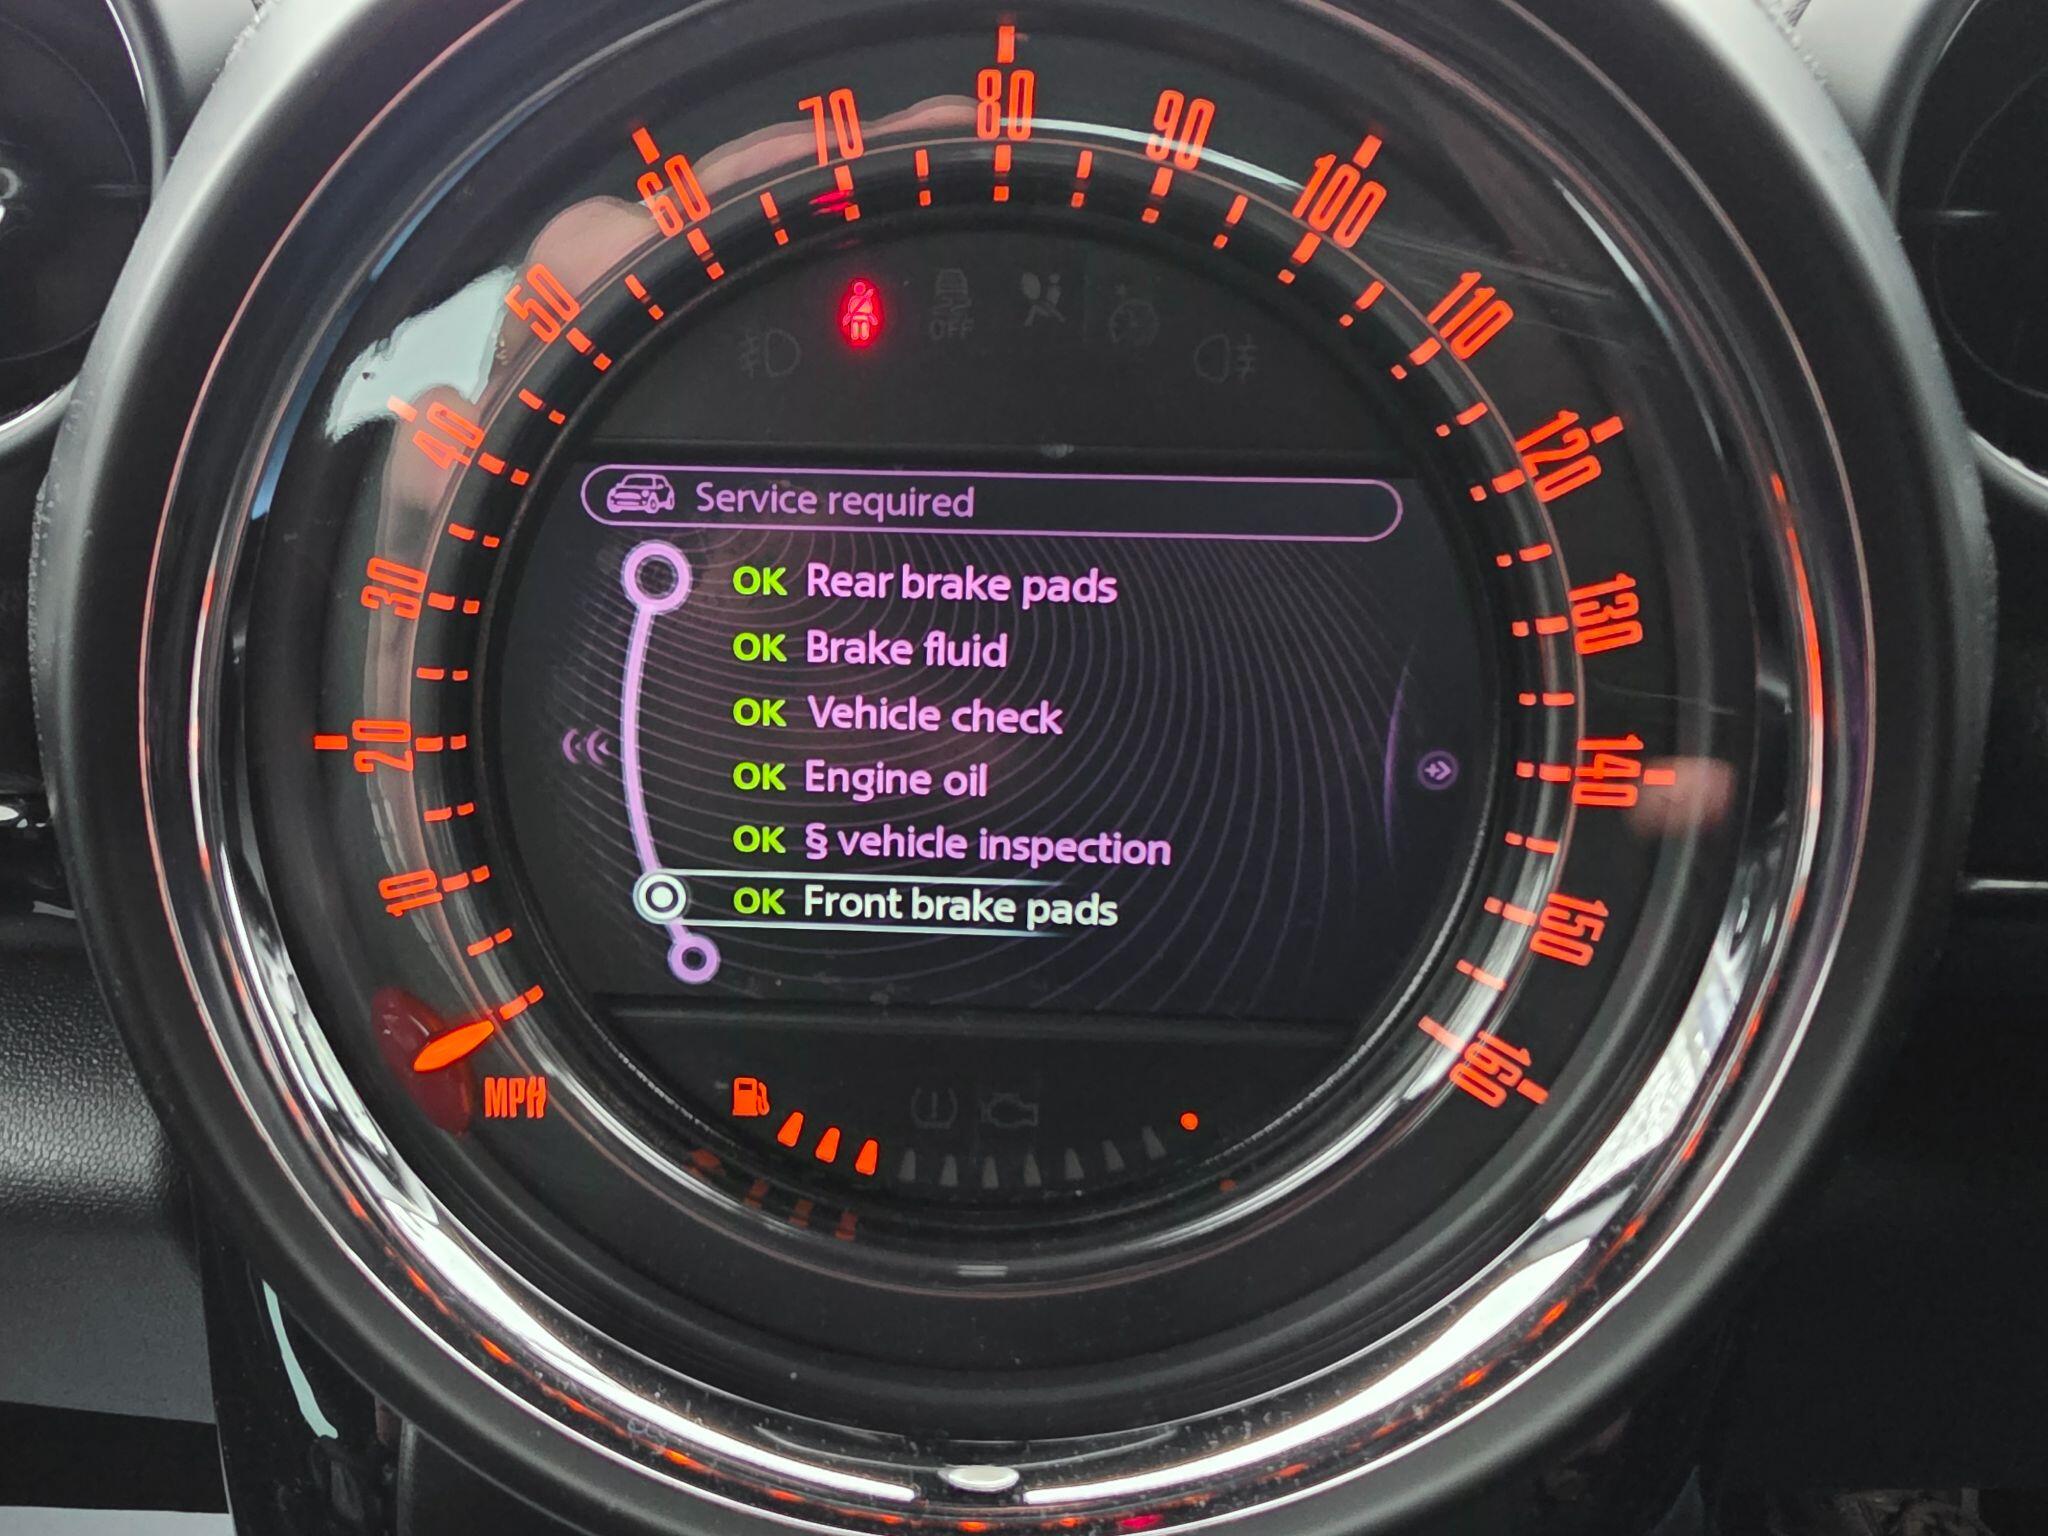 80
70
90
60
100
50
110
40
120
30
130
20
140
10
150
160
MPH
OFF
Service required
OK Rear brake pads
OK Brake fluid
OK Vehicle check
OK Engine oil
OK § vehicle inspection
OK Front brake pads